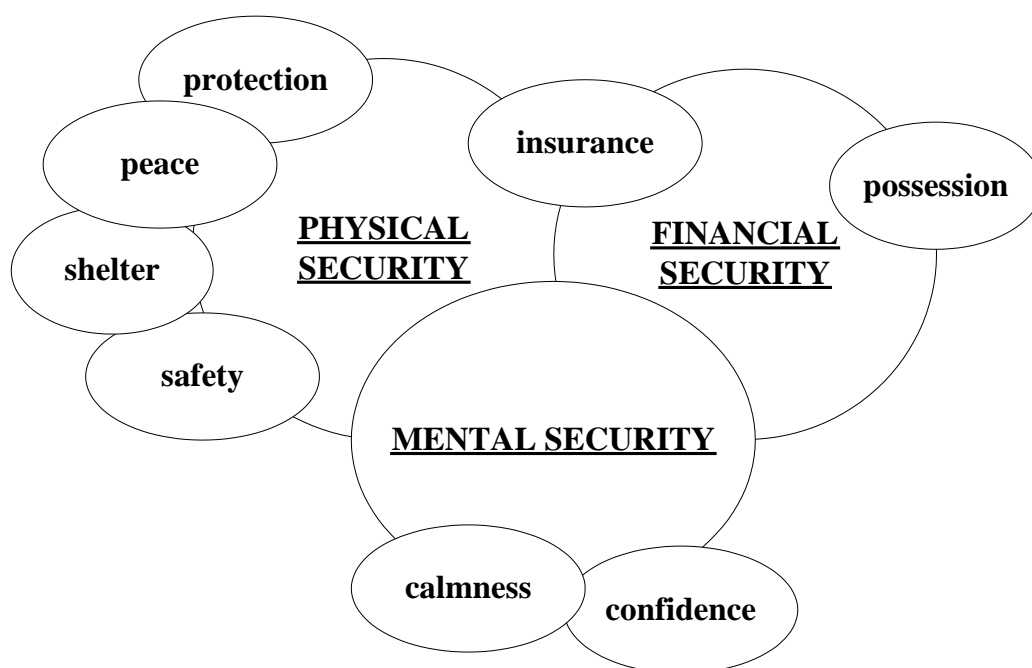 protection
insurance
peace
possession
PHYSICAL
SECURITY
FINANCIAL
SECURITY
shelter
safety
MENTAL SECURITY
calmness
confidence